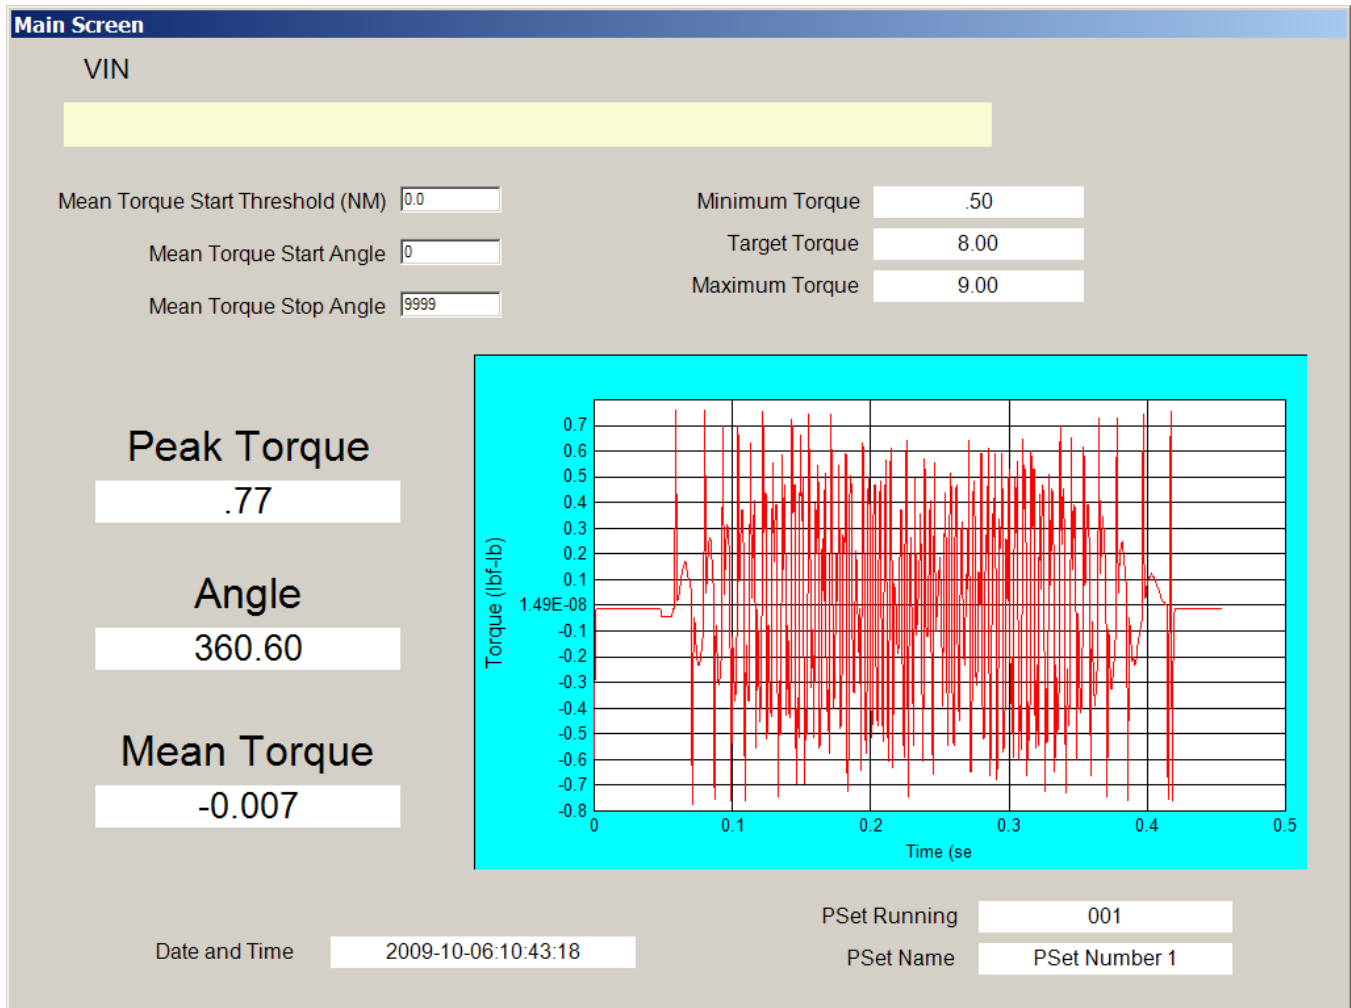 Main Screen
VIN
Mean Torque Start Threshold (NM) 0.0
Mean Torque Start Angle 0
Mean Torque Stop Angle 9999
Minimum Torque .50
Target Torque 8.00
Maximum Torque 9.00
Peak Torque
.77
Angle
360.60
Mean Torque
-0.007
Torque (lbf-lb)
0.7
0.6
0.5
0.4
0.3
0.2
0.1
1.49E-08
-0.1
-0.2
-0.3
-0.4
-0.5
-0.6
-0.7
-0.8
0 0.1 0.2 0.3 0.4 0.5
Time (se
PSet Running 001
Date and Time 2009-10-06:10:43:18
PSet Name PSet Number 1